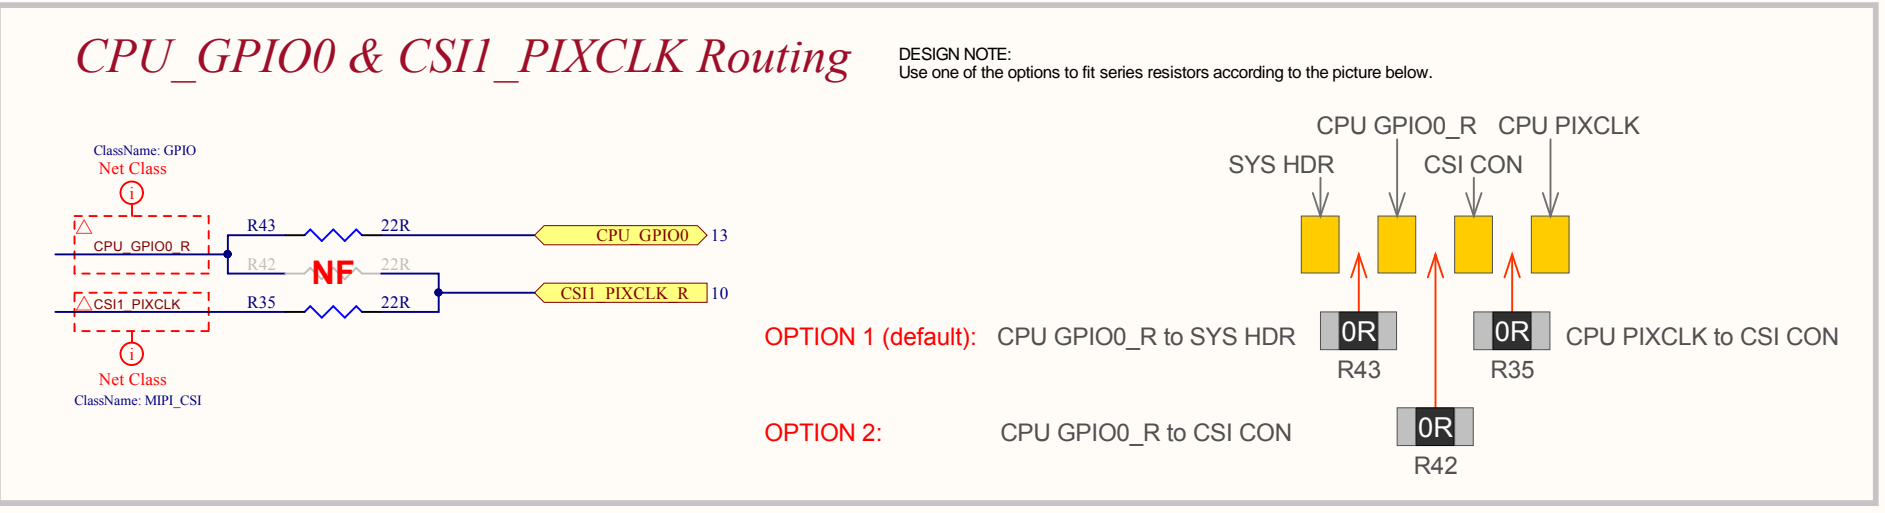 CPU_GPIO0 & CSI1_PIXCLK Routing
DESIGN NOTE:
Use one of the options to fit series resistors according to the picture below.
ClassName: GPIO
Net Class
i
CPU_GPIO0_R
R43 22R
CPU_GPIO0 13
R42 NF 22R
CSI1_PIXCLK
R35 22R
CSI1_PIXCLK_R 10
i
Net Class
ClassName: MIPI_CSI
CPU GPIO0_R CPU PIXCLK
SYS HDR CSI CON
OPTION 1 (default): CPU GPIO0_R to SYS HDR 0R 0R CPU PIXCLK to CSI CON
R43 R35
OPTION 2: CPU GPIO0_R to CSI CON 0R
R42